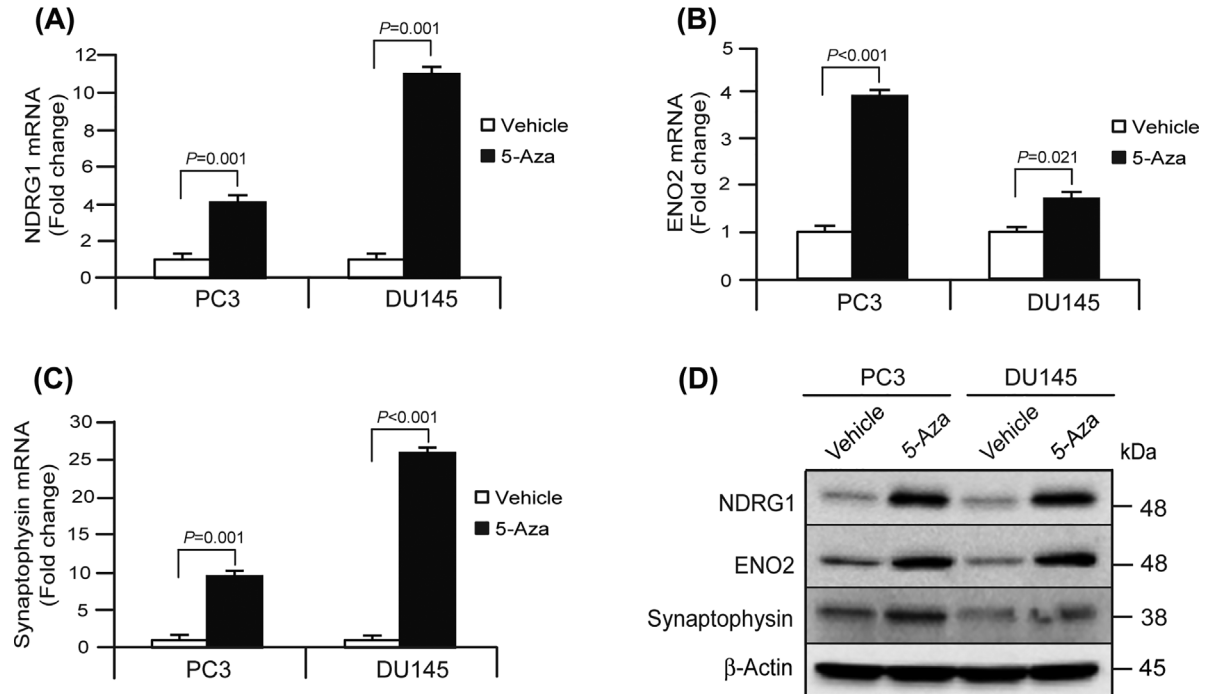 (A)
NDRG1 mRNA
(Fold change)
12
10
8
6
4
2
0
P=0.001
P=0.001
Vehicle
5-Aza
PC3
DU145
(B)
ENO2 mRNA
(Fold change)
5
4
3
2
1
0
P<0.001
P=0.021
Vehicle
5-Aza
PC3
DU145
(C)
Synaptophysin mRNA
(Fold change)
30
25
20
15
10
5
0
P=0.001
P<0.001
Vehicle
5-Aza
PC3
DU145
(D)
PC3
DU145
Vehicle
5-Aza
Vehicle
5-Aza
kDa
NDRG1
48
ENO2
48
Synaptophysin
38
β-Actin
45